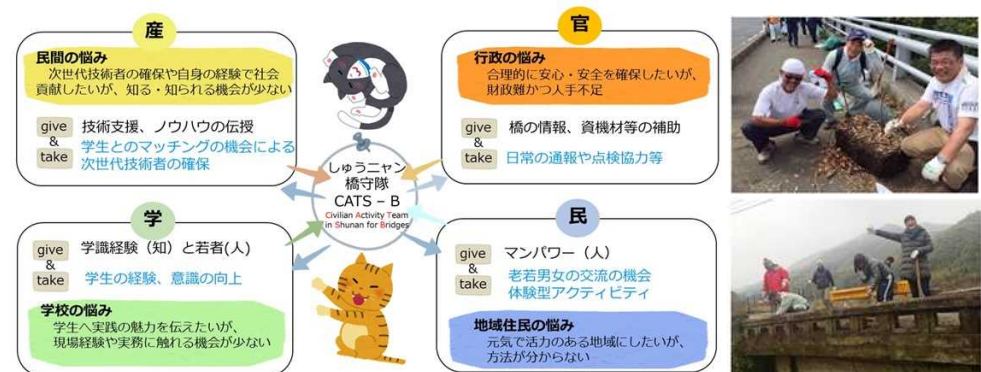 産
民間の悩み
次世代技術者の確保や自身の経験で社会
貢献したいが、知る・知られる機会が少ない
give
&
take
技術支援、ノウハウの伝授
学生とのマッチングの機会による
次世代技術者の確保
官
行政の悩み
合理的に安心・安全を確保したいが、
財政難かつ人手不足
give
&
take
橋の情報、資機材等の補助
日常の通報や点検協力等
しゅうニャン
橋守隊
CATS – B
Civilian Activity Team
in Shunan for Bridges
学
give
&
take
学識経験（知）と若者(人)
学生の経験、意識の向上
学校の悩み
学生へ実践の魅力を伝えたいが、
現場経験や実務に触れる機会が少ない
民
give
&
take
マンパワー（人）
老若男女の交流の機会
体験型アクティビティ
地域住民の悩み
元気で活力のある地域にしたいが、
方法が分からない